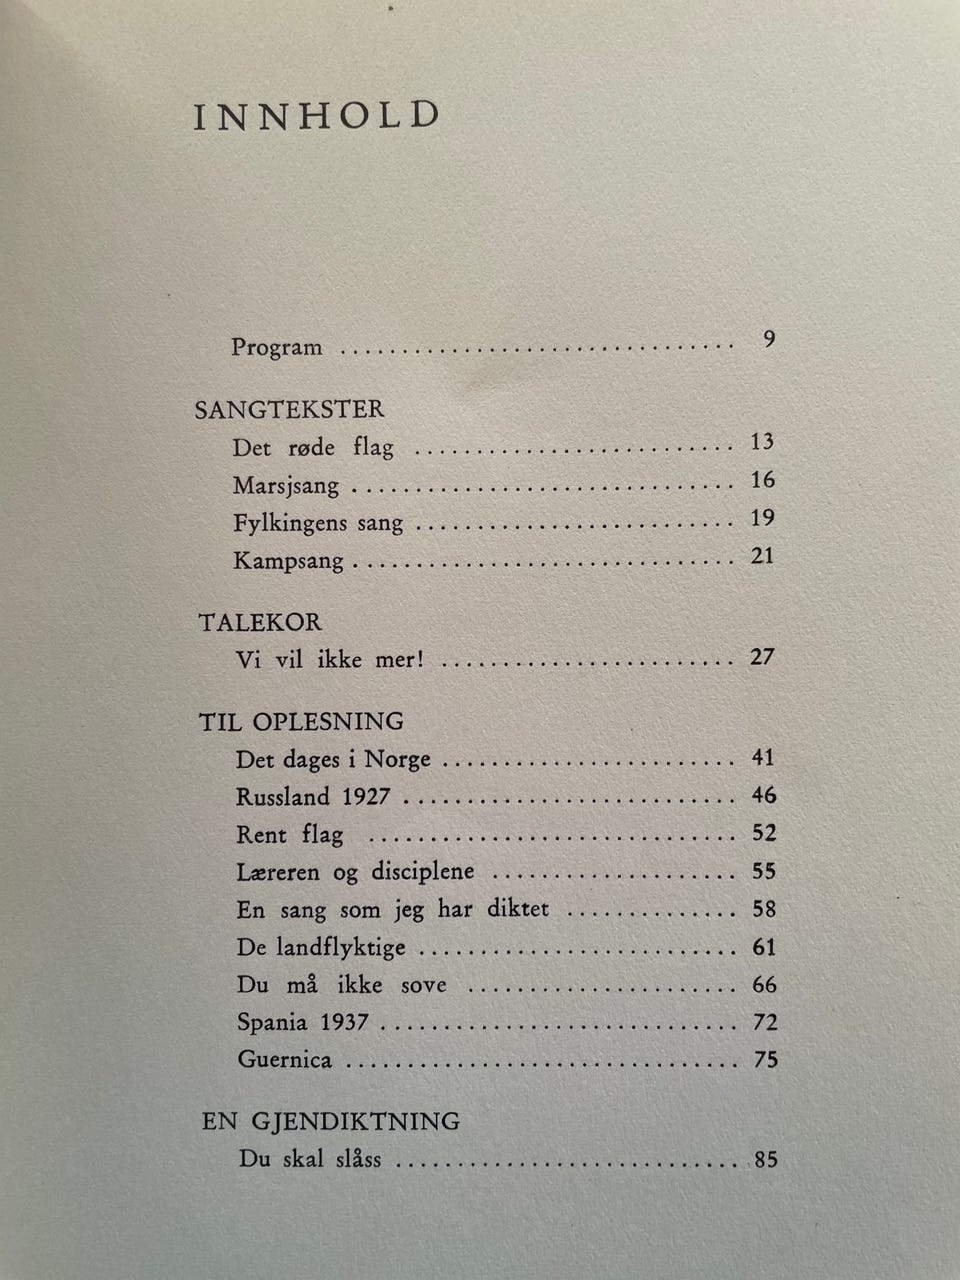 INNHOLD
Program ................................ 9
SANGTEKSTER
Det røde flag .......................... 13
Marsjsang ............................... 16
Fylkingens sang .......................... 19
Kampsang ............................... 21
TALEKOR
Vi vil ikke mer! ........................ 27
TIL OPLESNING
Det dages i Norge ........................ 41
Russland 1927 ........................... 46
Rent flag .............................. 52
Læreren og disciplene .................... 55
En sang som jeg har diktet .............. 58
De landflyktige .......................... 61
Du må ikke sove ...................... 66
Spania 1937 ............................. 72
Guernica ................................ 75
EN GJENDIKTNING
Du skal slåss ............................ 85